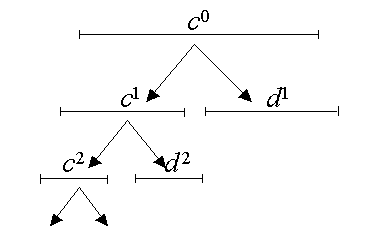 c⁰
c¹ d¹
c² d²